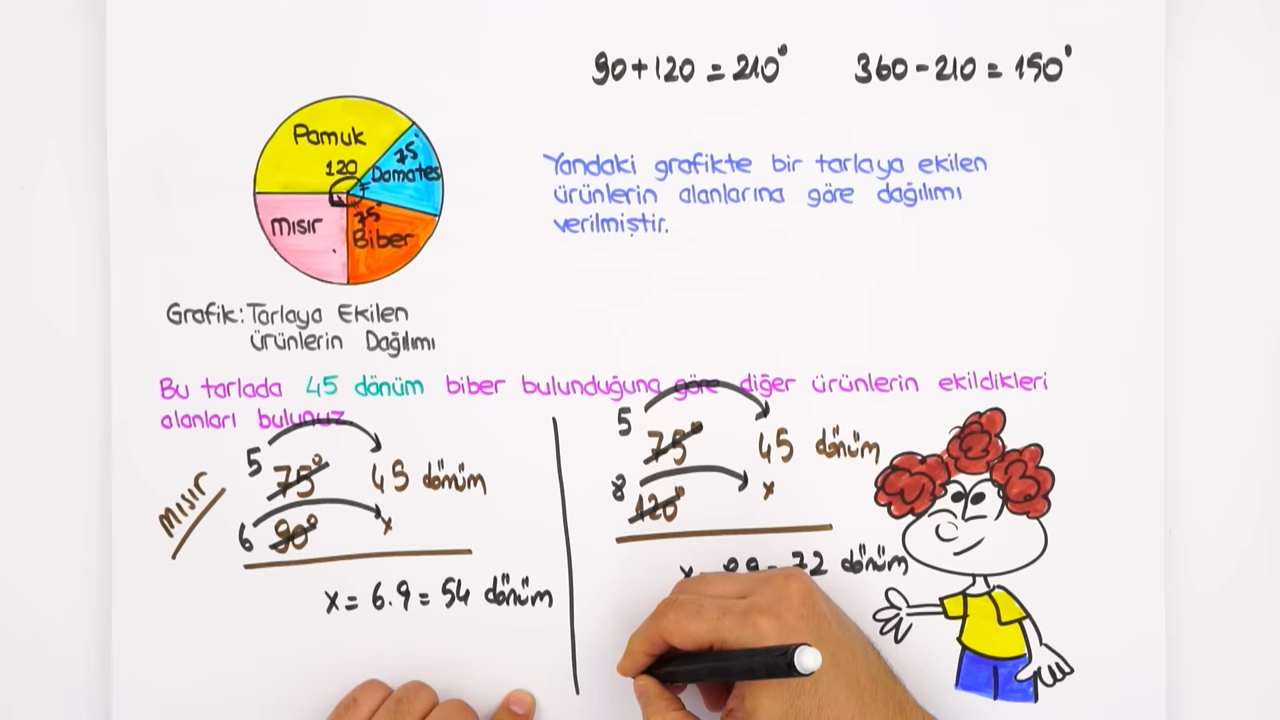 90+120=210°
360-210=150°
Pamuk
120
75°
Domates
Mısır
75°
Biber
Yandaki grafikte bir tarlaya ekilen
ürünlerin alanlarına göre dağılımı
verilmiştir.
Grafik: Tarlaya Ekilen
Ürünlerin Dağılımı
Bu tarlada 45 dönüm biber bulunduğuna göre diğer ürünlerin ekildikleri
alanları bulunuz
MISIR
5
75° 45 dönüm
6
90° x
x=6.9=54 dönüm
5
75° 45 dönüm
8
120° x
72 dönüm